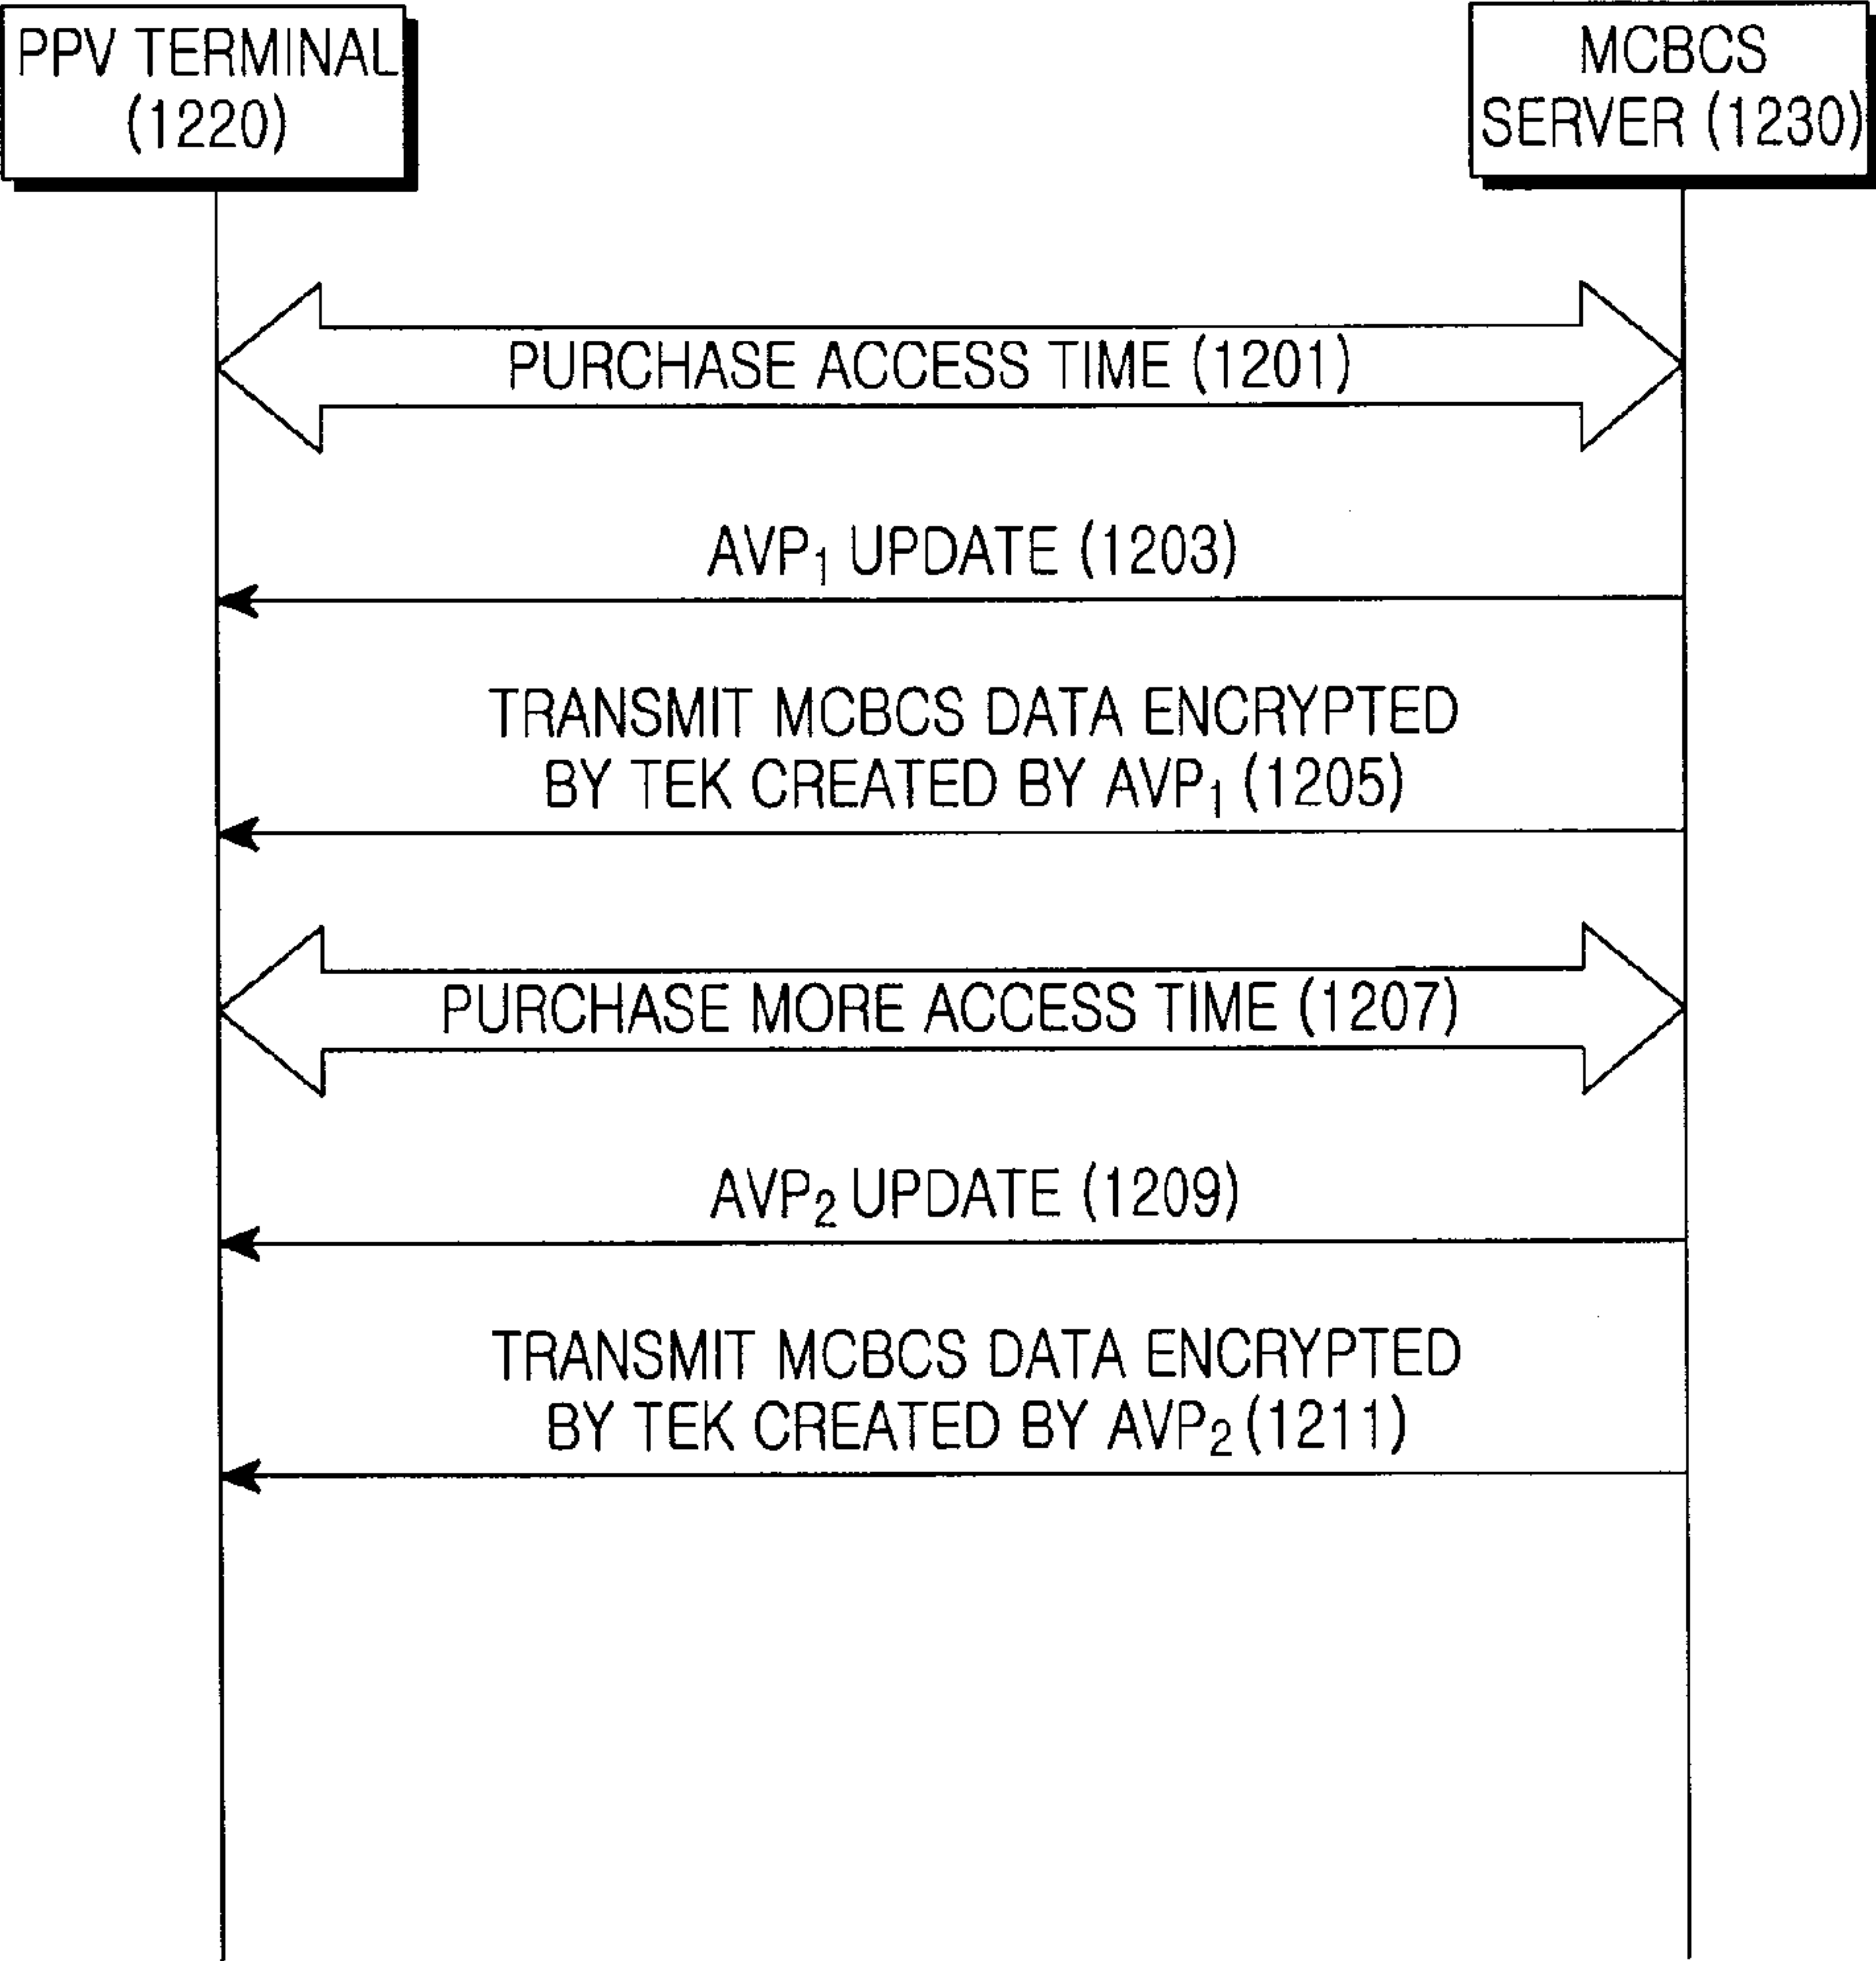 PPV TERMINAL
(1220)
MCBCS
SERVER (1230)
PURCHASE ACCESS TIME (1201)
AVP₁ UPDATE (1203)
TRANSMIT MCBCS DATA ENCRYPTED
BY TEK CREATED BY AVP₁ (1205)
PURCHASE MORE ACCESS TIME (1207)
AVP₂ UPDATE (1209)
TRANSMIT MCBCS DATA ENCRYPTED
BY TEK CREATED BY AVP₂ (1211)